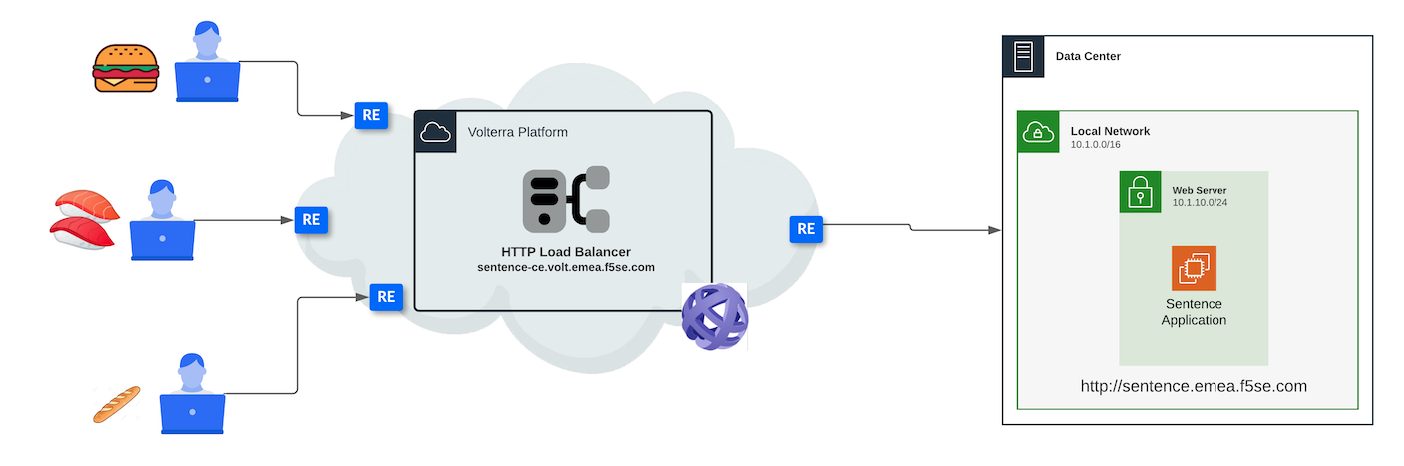 RE
RE
RE
Volterra Platform
HTTP Load Balancer
sentence-ce.volt.emea.f5se.com
RE
Data Center
Local Network
10.1.0.0/16
Web Server
10.1.10.0/24
Sentence
Application
http://sentence.emea.f5se.com